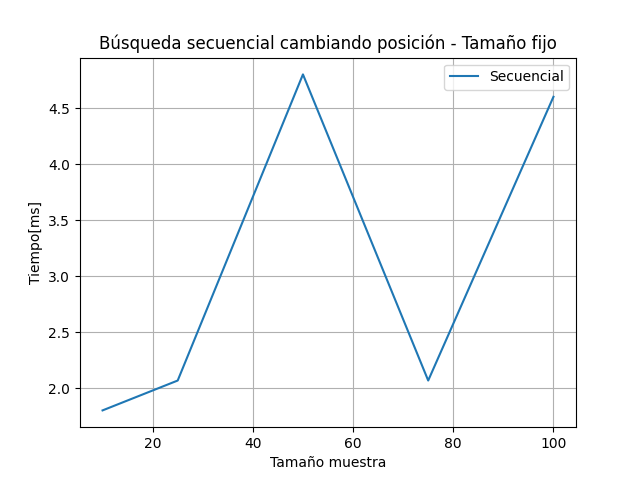 Búsqueda secuencial cambiando posición - Tamaño fijo
Secuencial
4.5
4.0
3.5
3.0
2.5
2.0
Tiempo[ms]
20 40 60 80 100
Tamaño muestra